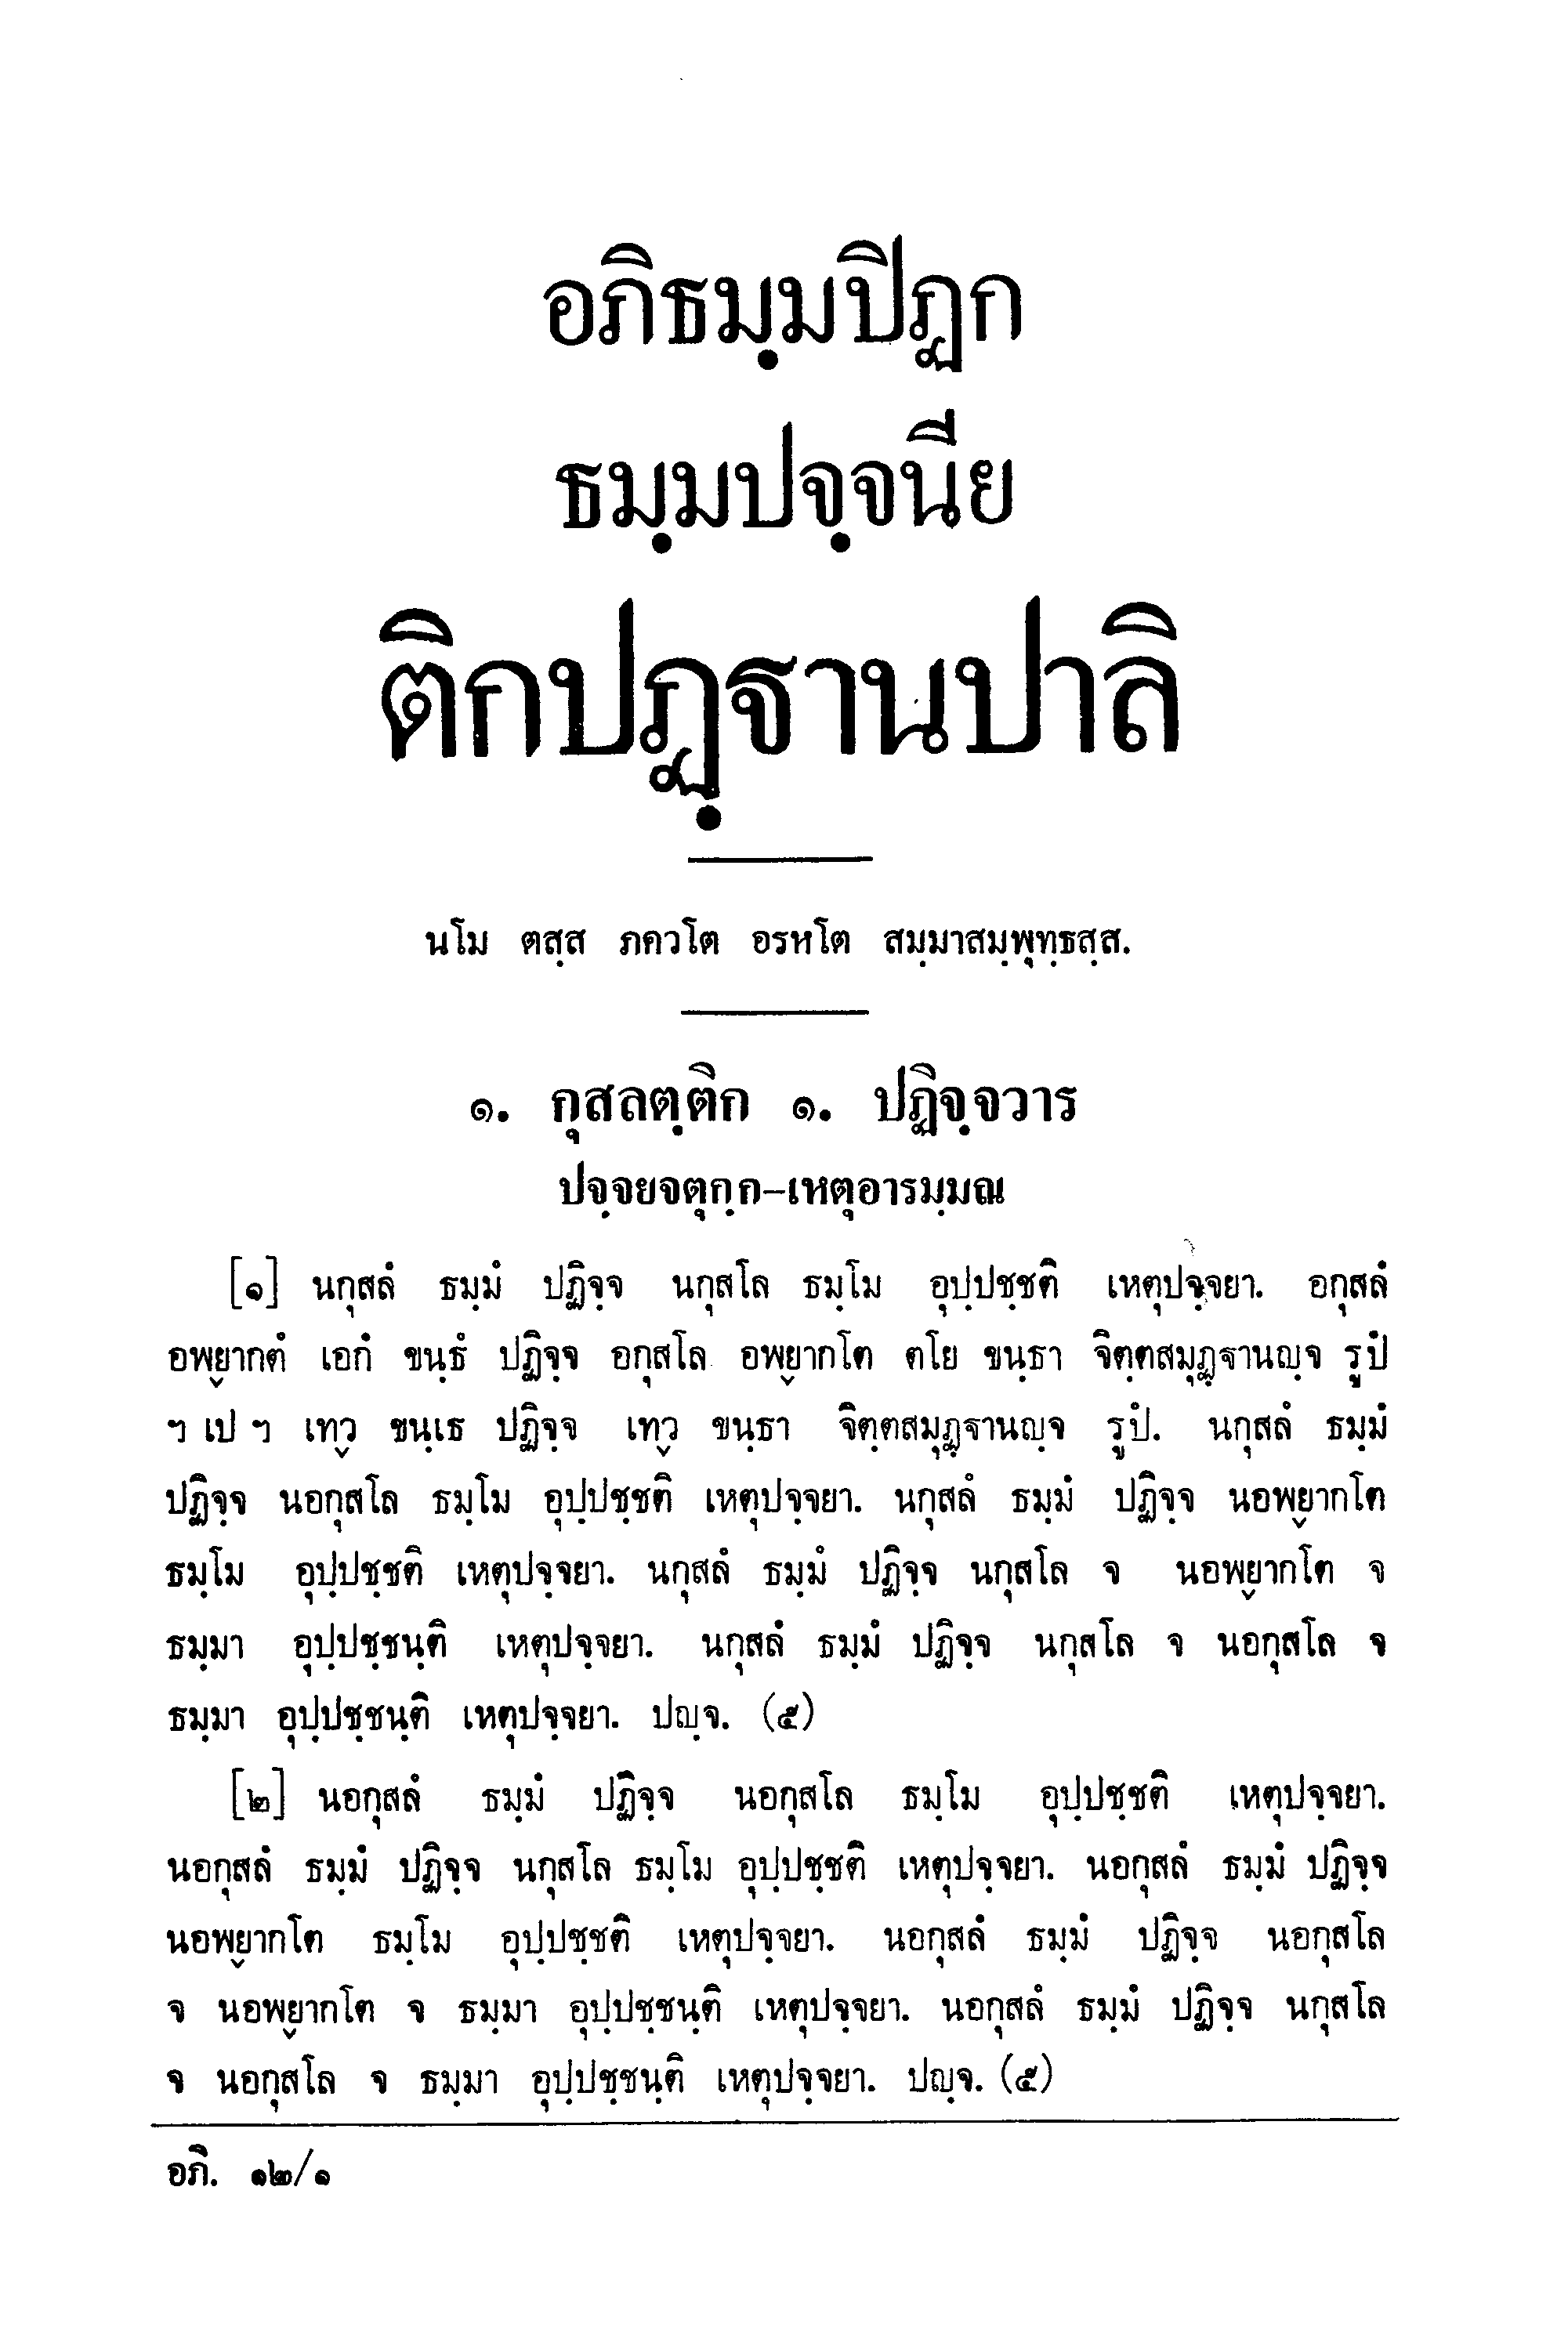 อภิธมฺมปิฏก
ธมฺมปจฺจนีย
ติกปฏฺฐานปาลิ
นโม ตสฺส ภควโต อรหโต สมฺมาสมฺพุทฺธสฺส.
๑. กุสลตฺติก ๑. ปฏิจฺจวาร
ปจฺจยจตุกฺก–เหตุอารมฺมณ
[๑] นกุสลํ ธมฺมํ ปฏิจฺจ นกุสโล ธมฺโม อุปฺปชฺชติ เหตุปจฺจยา. อกุสลํ
อพฺยากตํ เอกํ ขนฺธํ ปฏิจฺจ อกุสโล อพฺยากโต ตโย ขนฺธา จิตฺตสมุฏฺฐานญฺจ รูปํ
ฯ เป ฯ เทฺว ขนฺเธ ปฏิจฺจ เทฺว ขนฺธา จิตฺตสมุฏฺฐานญฺจ รูปํ. นกุสลํ ธมฺมํ
ปฏิจฺจ นอกุสโล ธมฺโม อุปฺปชฺชติ เหตุปจฺจยา. นกุสลํ ธมฺมํ ปฏิจฺจ นอพฺยากโต
ธมฺโม อุปฺปชฺชติ เหตุปจฺจยา. นกุสลํ ธมฺมํ ปฏิจฺจ นกุสโล จ นอพฺยากโต จ
ธมฺมา อุปฺปชฺชนฺติ เหตุปจฺจยา. นกุสลํ ธมฺมํ ปฏิจฺจ นกุสโล จ นอกุสโล จ
ธมฺมา อุปฺปชฺชนฺติ เหตุปจฺจยา. ปญฺจ. (๕)
[๒] นอกุสลํ ธมฺมํ ปฏิจฺจ นอกุสโล ธมฺโม อุปฺปชฺชติ เหตุปจฺจยา.
นอกุสลํ ธมฺมํ ปฏิจฺจ นกุสโล ธมฺโม อุปฺปชฺชติ เหตุปจฺจยา. นอกุสลํ ธมฺมํ ปฏิจฺจ
นอพฺยากโต ธมฺโม อุปฺปชฺชติ เหตุปจฺจยา. นอกุสลํ ธมฺมํ ปฏิจฺจ นอกุสโล
จ นอพฺยากโต จ ธมฺมา อุปฺปชฺชนฺติ เหตุปจฺจยา. นอกุสลํ ธมฺมํ ปฏิจฺจ นกุสโล
จ นอกุสโล จ ธมฺมา อุปฺปชฺชนฺติ เหตุปจฺจยา. ปญฺจ. (๕)
อภิ. ๑๒/๑